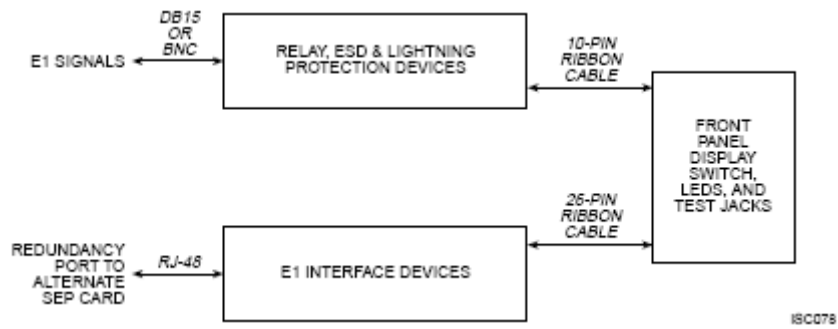 DB15
OR
BNC
E1 SIGNALS
RELAY, ESD & LIGHTNING
PROTECTION DEVICES
10-PIN
RIBBON
CABLE
FRONT
PANEL
DISPLAY
SWITCH,
LEDS, AND
TEST JACKS
26-PIN
RIBBON
CABLE
REDUNDANCY
PORT TO
ALTERNATE
SEP CARD
RJ-48
E1 INTERFACE DEVICES